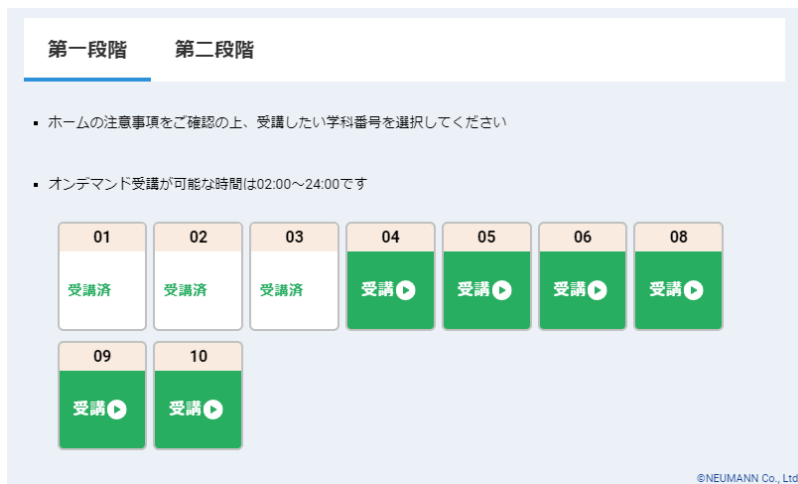 第一段階 第二段階
ホームの注意事項をご確認の上、受講したい学科番号を選択してください
オンデマンド受講が可能な時間は02:00～24:00です
01 02 03 04 05 06 08
受講済 受講済 受講済 受講 受講 受講 受講
09 10
受講 受講
©NEUMANN Co., Ltd